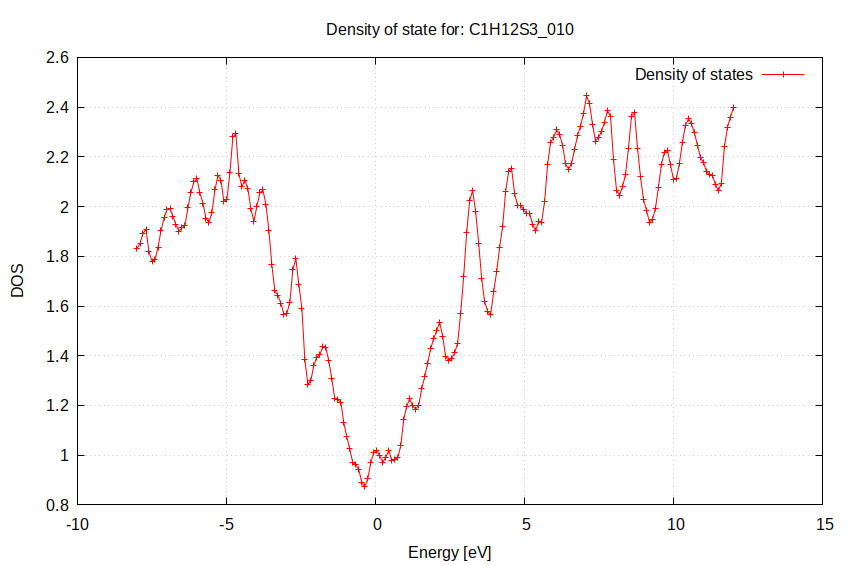 Density of state for: C1H12S3_010
Density of states
2.6
2.4
2.2
2
1.8
1.6
1.4
1.2
1
0.8
DOS
-10 -5 0 5 10 15
Energy [eV]